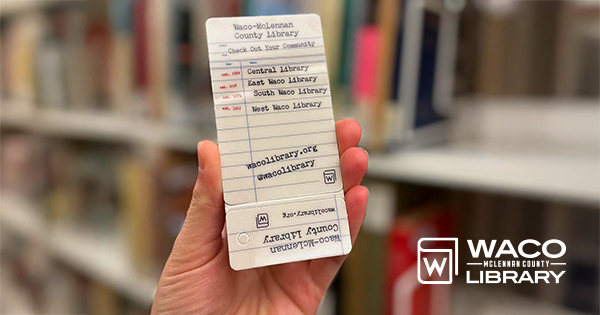 Waco-McLennan
County Library
Check Out Your Community
Central Library
East Waco Library
South Waco Library
West Waco Library
wacolibrary.org
@wacolibrary
W
W
wacolibrary.org
Waco-McLennan
County Library
W
WACO
MCLENNAN COUNTY
LIBRARY